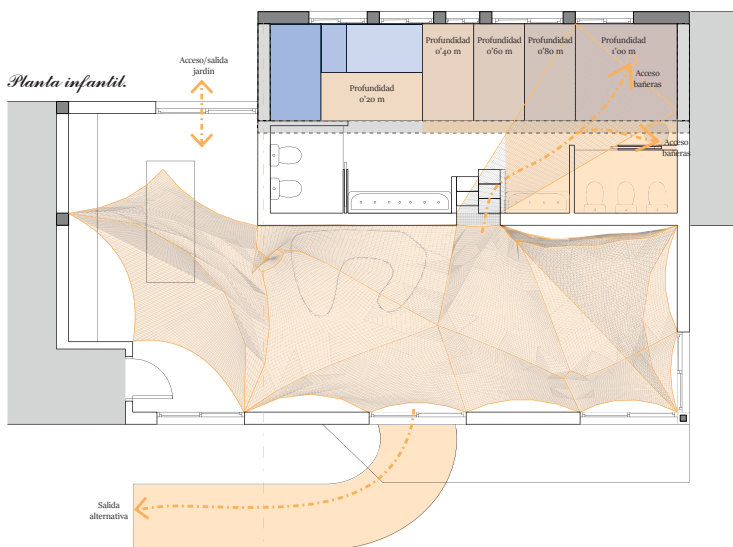 Acceso/salida
jardín
Planta infantil.
Profundidad
0'20 m
Profundidad
0'40 m
Profundidad
0'60 m
Profundidad
0'80 m
Profundidad
1'00 m
Acceso
bañeras
Acceso
bañeras
Salida
alternativa